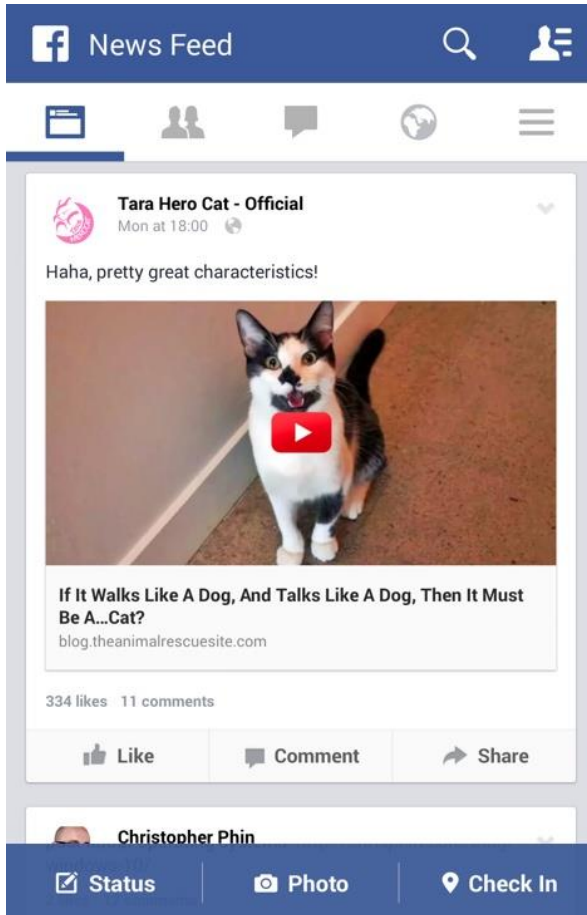 News Feed
Tara Hero Cat - Official
Mon at 18:00
Haha, pretty great characteristics!
If It Walks Like A Dog, And Talks Like A Dog, Then It Must
Be A...Cat?
blog.theanimalrescuesite.com
334 likes 11 comments
Like Comment Share
Christopher Phin
Status Photo Check In